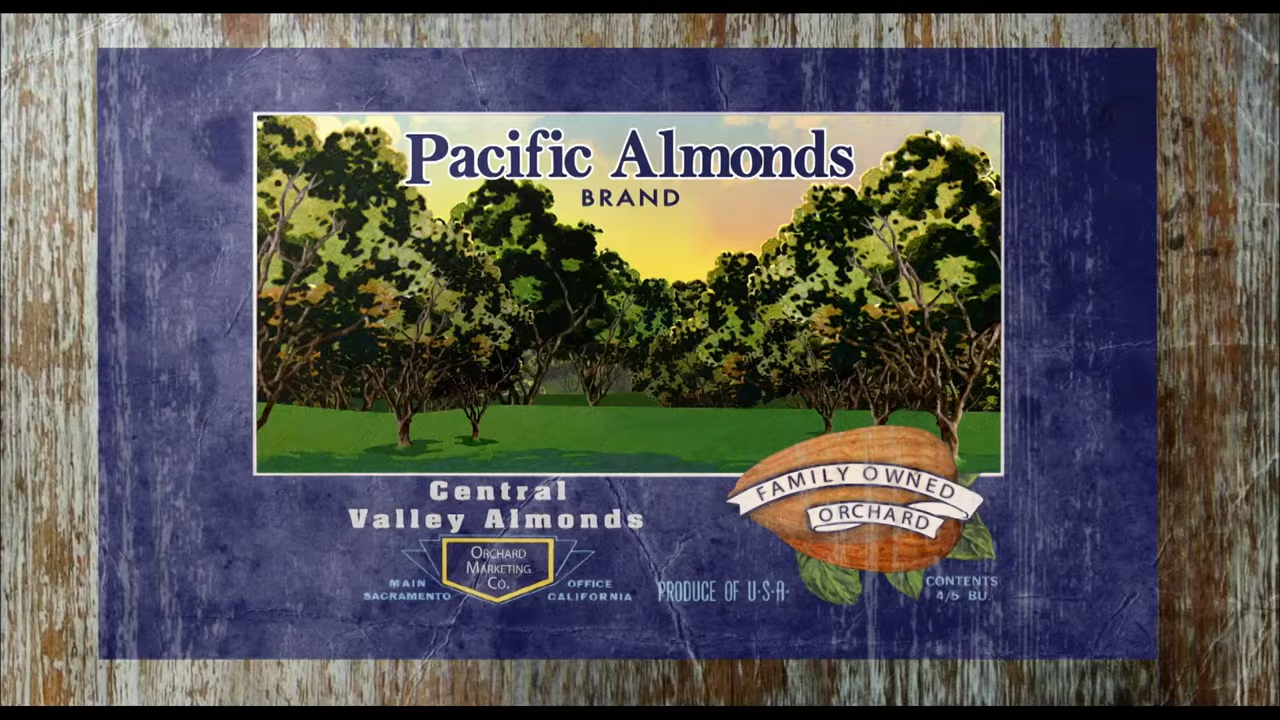 Pacific Almonds
BRAND
Central
Valley Almonds
ORCHARD
MARKETING
CO.
MAIN
SACRAMENTO
OFFICE
CALIFORNIA
PRODUCE OF U·S·A·
FAMILY OWNED
ORCHARD
CONTENTS
4/5 BU.